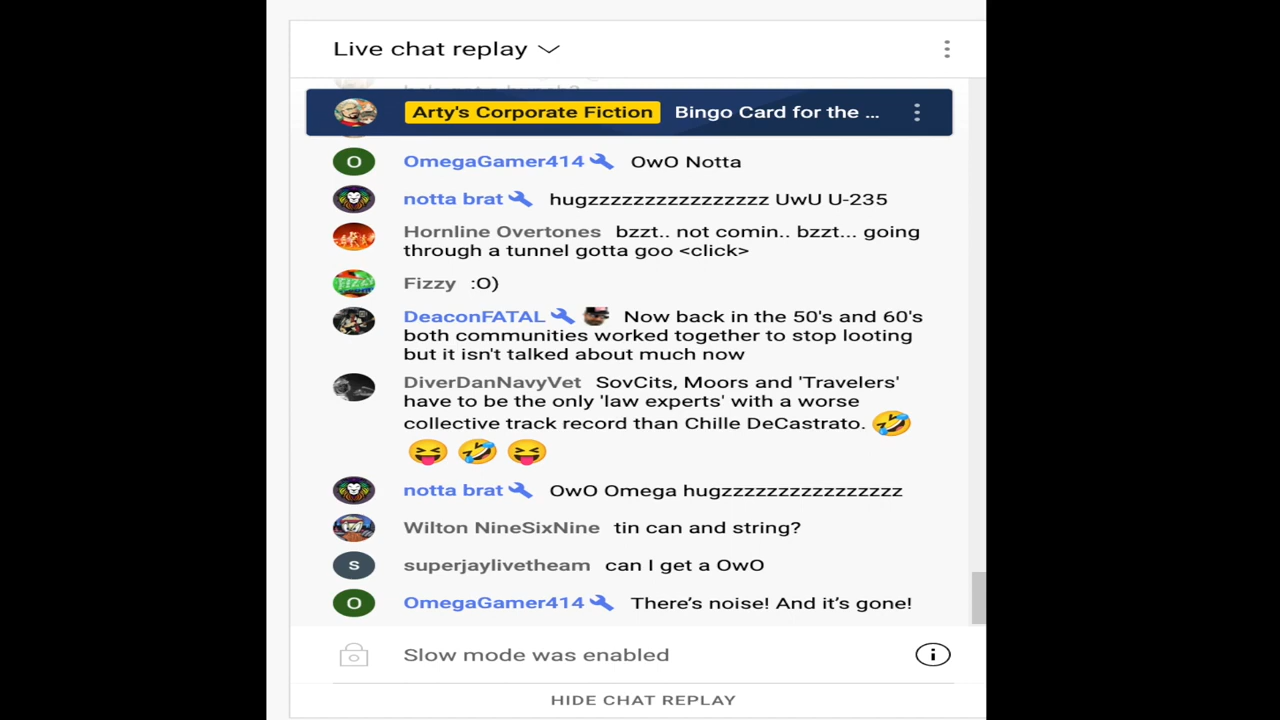 Live chat replay
Arty's Corporate Fiction Bingo Card for the ...
O OmegaGamer414 OwO Notta
notta brat hugzzzzzzzzzzzzzzzz UwU U-235
Hornline Overtones bzzt.. not comin.. bzzt... going
through a tunnel gotta goo <click>
Fizzy :O)
DeaconFATAL Now back in the 50's and 60's
both communities worked together to stop looting
but it isn't talked about much now
DiverDanNavyVet SovCits, Moors and 'Travelers'
have to be the only 'law experts' with a worse
collective track record than Chille DeCastrato. 🤣
😝 🤣 😝
notta brat OwO Omega hugzzzzzzzzzzzzzzzz
Wilton NineSixNine tin can and string?
s superjaylivetheam can I get a OwO
O OmegaGamer414 There’s noise! And it’s gone!
Slow mode was enabled
HIDE CHAT REPLAY